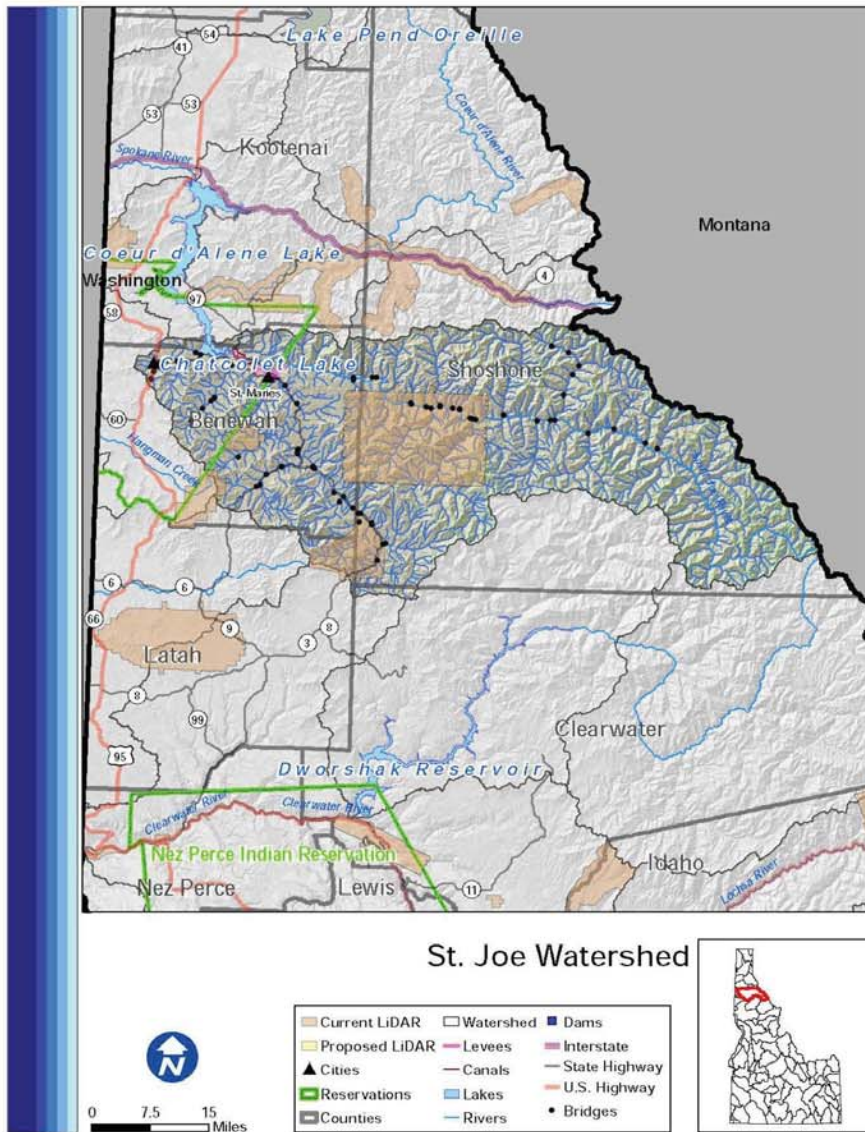 Lake Pend Oreille
54
41
53
53
Coeur d'Alene River
Kootenai
Spokane River
Montana
Coeur d'Alene Lake
Washington
4
97
58
Chatcolet Lake
Shoshone
St. Maries
Benewah
60
Hangman Creek
6
6
66
9
8
3
Latah
8
99
Clearwater
95
Dworshak Reservoir
Clearwater River
Clearwater River
Nez Perce Indian Reservation
Idaho
Nez Perce
Lewis
11
Lochsa River
St. Joe Watershed
N
0 7.5 15
Miles
Current LiDAR
Proposed LiDAR
Cities
Reservations
Counties
Watershed
Levees
Canals
Lakes
Rivers
Dams
Interstate
State Highway
U.S. Highway
Bridges